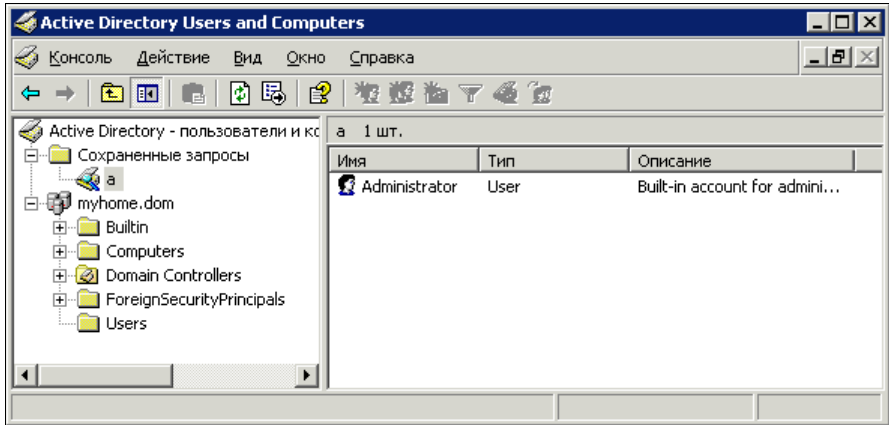 Active Directory Users and Computers
Консоль Действие Вид Окно Справка
Active Directory - пользователи и кс
Сохраненные запросы
a
myhome.dom
Builtin
Computers
Domain Controllers
ForeignSecurityPrincipals
Users
a 1 шт.
Имя Тип Описание
Administrator User Built-in account for admini...